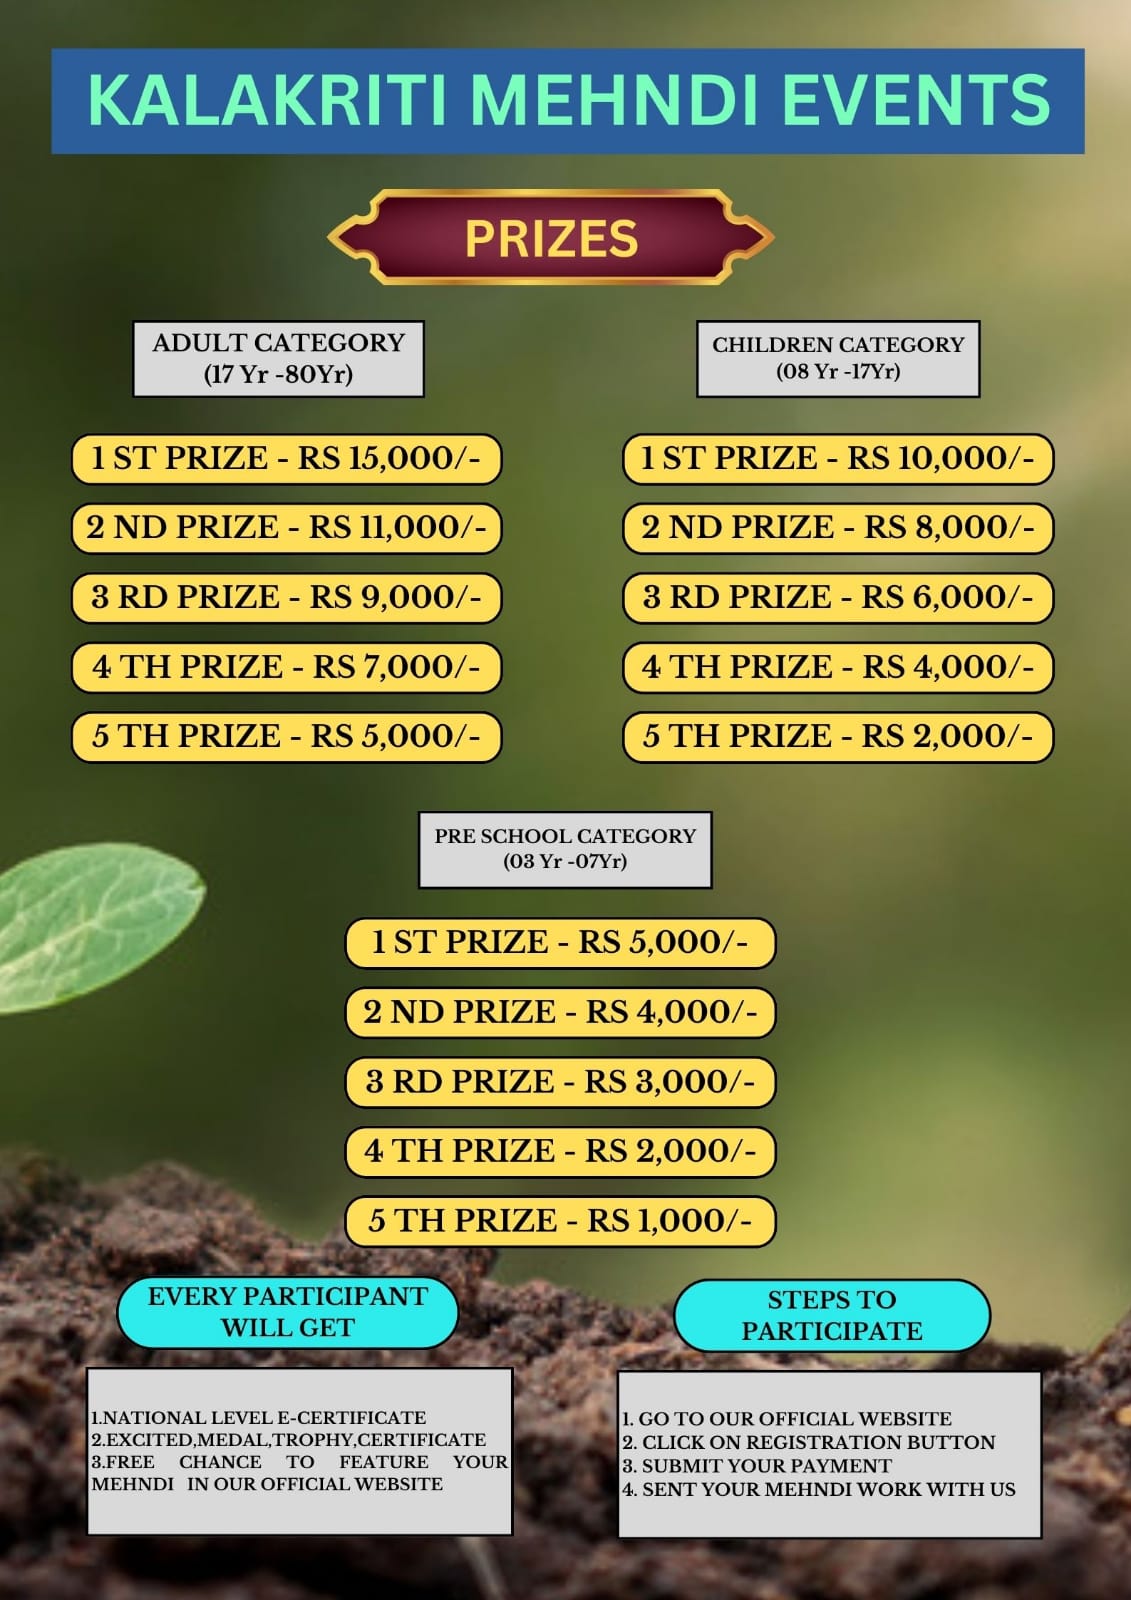 KALAKRITI MEHNDI EVENTS
PRIZES
ADULT CATEGORY
(17 Yr -80Yr)
1 ST PRIZE - RS 15,000/-
2 ND PRIZE - RS 11,000/-
3 RD PRIZE - RS 9,000/-
4 TH PRIZE - RS 7,000/-
5 TH PRIZE - RS 5,000/-
CHILDREN CATEGORY
(08 Yr -17Yr)
1 ST PRIZE - RS 10,000/-
2 ND PRIZE - RS 8,000/-
3 RD PRIZE - RS 6,000/-
4 TH PRIZE - RS 4,000/-
5 TH PRIZE - RS 2,000/-
PRE SCHOOL CATEGORY
(03 Yr -07Yr)
1 ST PRIZE - RS 5,000/-
2 ND PRIZE - RS 4,000/-
3 RD PRIZE - RS 3,000/-
4 TH PRIZE - RS 2,000/-
5 TH PRIZE - RS 1,000/-
EVERY PARTICIPANT
WILL GET
1.NATIONAL LEVEL E-CERTIFICATE
2.EXCITED,MEDAL,TROPHY,CERTIFICATE
3.FREE CHANCE TO FEATURE YOUR
MEHNDI IN OUR OFFICIAL WEBSITE
STEPS TO
PARTICIPATE
1. GO TO OUR OFFICIAL WEBSITE
2. CLICK ON REGISTRATION BUTTON
3. SUBMIT YOUR PAYMENT
4. SENT YOUR MEHNDI WORK WITH US